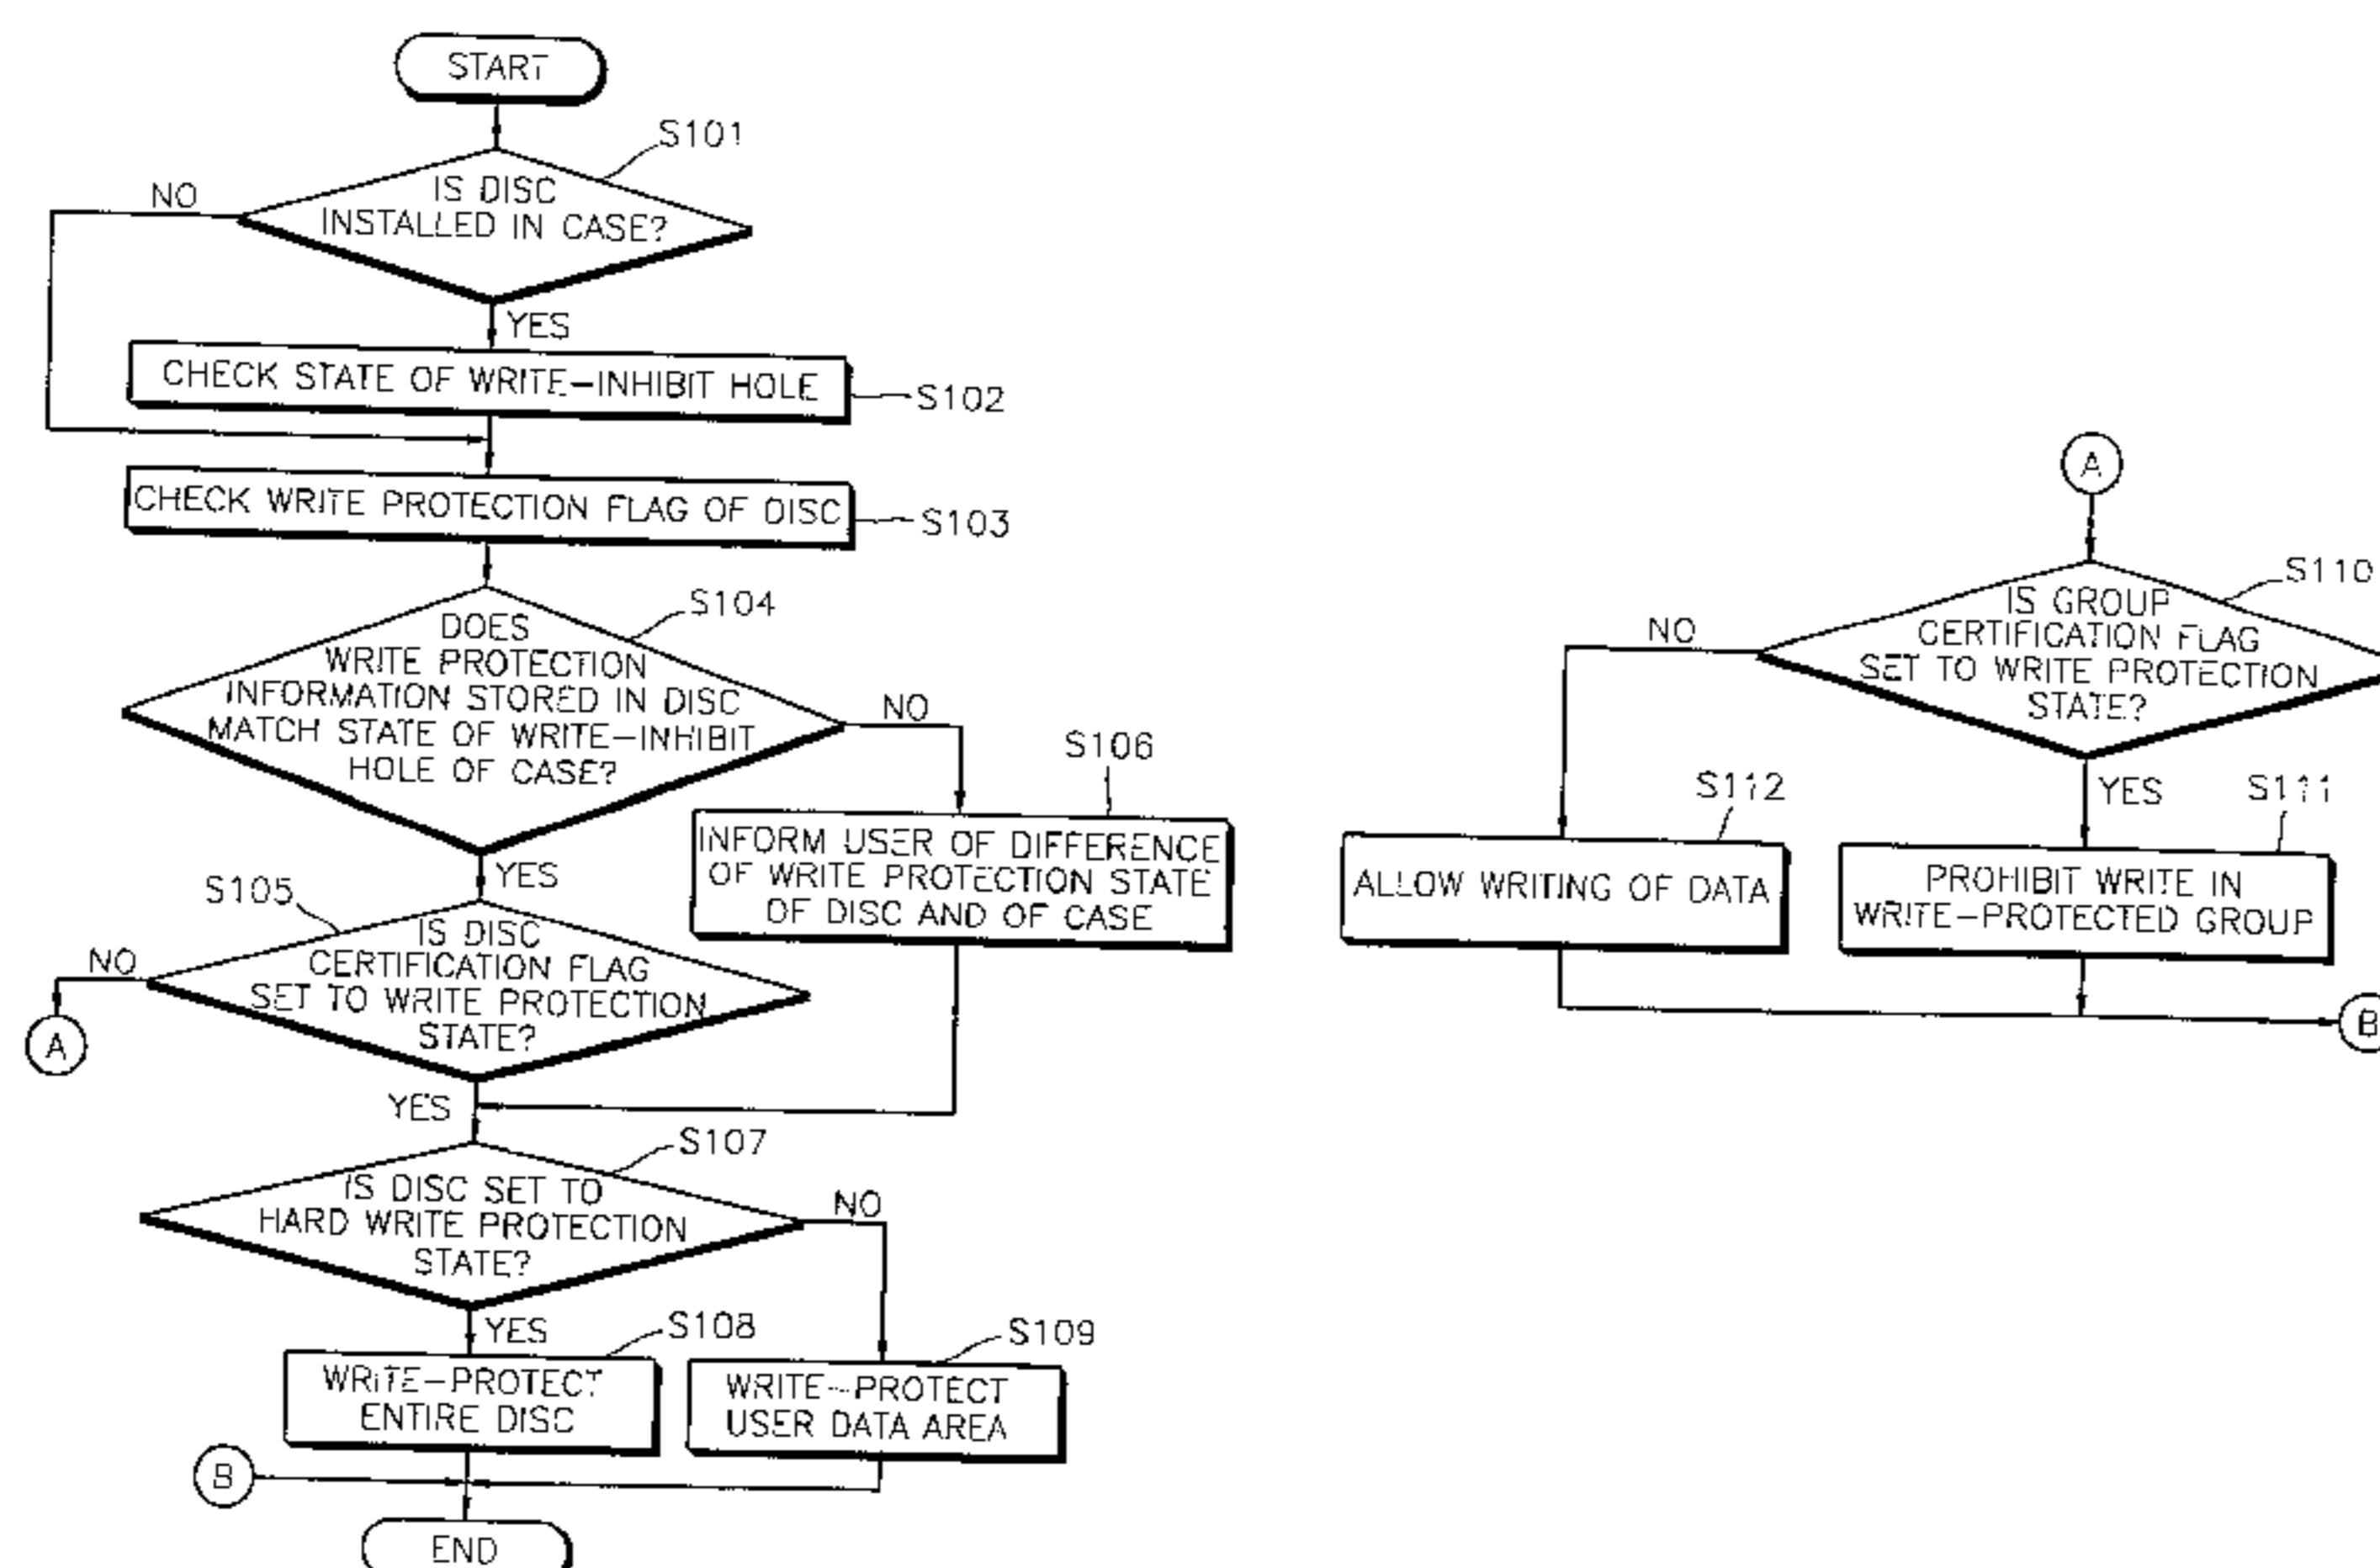 START
S101
IS DISC
INSTALLED IN CASE?
NO
YES
CHECK STATE OF WRITE-INHIBIT HOLE
S102
CHECK WRITE PROTECTION FLAG OF DISC
S103
S104
DOES
WRITE PROTECTION
INFORMATION STORED IN DISC
MATCH STATE OF WRITE-INHIBIT
HOLE OF CASE?
NO
YES
S106
INFORM USER OF DIFFERENCE
OF WRITE PROTECTION STATE
OF DISC AND OF CASE
S105
IS DISC
CERTIFICATION FLAG
SET TO WRITE PROTECTION
STATE?
NO
A
YES
S107
IS DISC SET TO
HARD WRITE PROTECTION
STATE?
NO
YES
S108
WRITE-PROTECT
ENTIRE DISC
S109
WRITE-PROTECT
USER DATA AREA
B
END
A
S110
IS GROUP
CERTIFICATION FLAG
SET TO WRITE PROTECTION
STATE?
NO
YES
S112
ALLOW WRITING OF DATA
S111
PROHIBIT WRITE IN
WRITE-PROTECTED GROUP
B